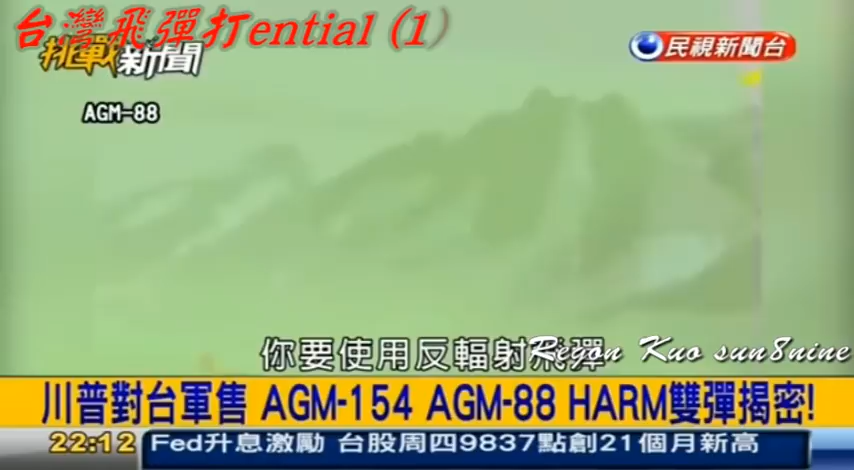 台灣飛彈打ential (1)
挑戰新聞
民視新聞台
AGM-88
你要使用反輻射飛彈
Reyon Kuo sun8nine
川普對台軍售 AGM-154 AGM-88 HARM雙彈揭密!
22:12 Fed升息激勵 台股周四9837點創21個月新高